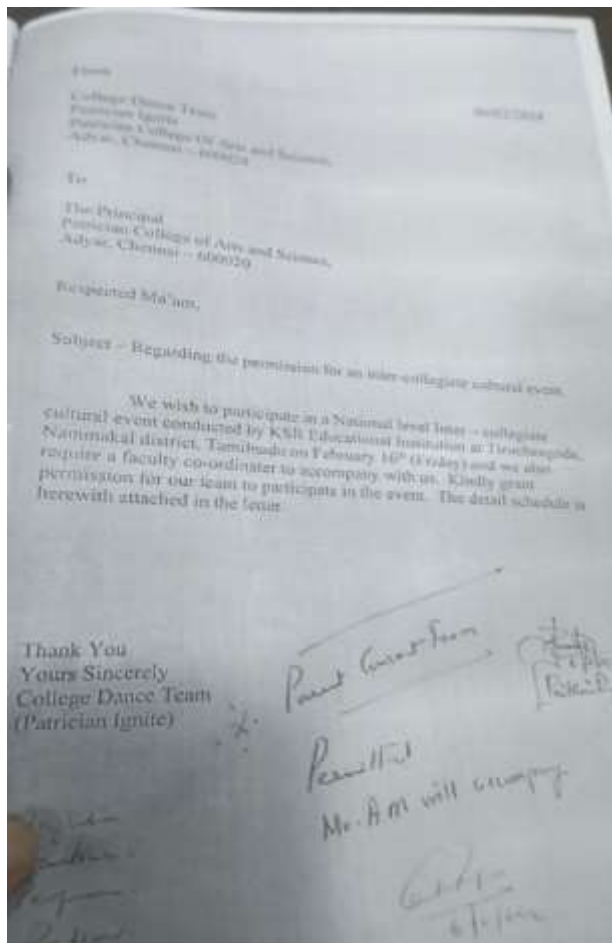 From
College Dance Team
Patrician Ignite
Patrician College Of Arts and Science,
Adyar, Chennai – 600020
To
The Principal
Patrician College of Arts and Science,
Adyar, Chennai – 600020
Respected Ma'am,
Subject – Regarding the permission for an inter-collegiate cultural event.
We wish to participate in a National level Inter – collegiate
cultural event conducted by KSR Educational Institution at Tiruchengode,
Nammakal district, Tamilnadu on February 16th (Friday) and we also
require a faculty co-ordinater to accompany with us. Kindly grant
permission for our team to participate in the event. The detail schedule is
herewith attached in the letter.
Thank You
Yours Sincerely
College Dance Team
(Patrician Ignite)
Parent Consent Form
Permitted
Mr. A M will accompany